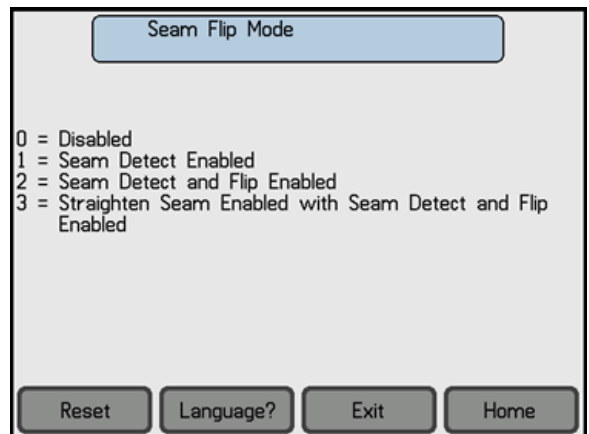 Seam Flip Mode
0 = Disabled
1 = Seam Detect Enabled
2 = Seam Detect and Flip Enabled
3 = Straighten Seam Enabled with Seam Detect and Flip
Enabled
Reset Language? Exit Home